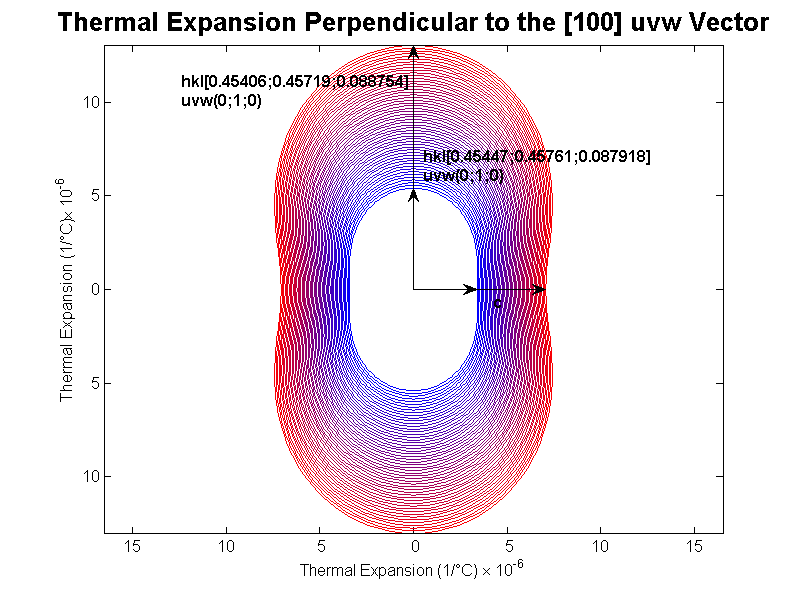 Thermal Expansion Perpendicular to the [100] uvw Vector
hkl[0.45406;0.45719;0.088754]
uvw(0;1;0)
hkl[0.45447;0.45761;0.087918]
uvw(0;1;0)
c
10
5
0
5
10
Thermal Expansion (1/°C)× 10⁻⁶
15
10
5
0
5
10
15
Thermal Expansion (1/°C) × 10⁻⁶